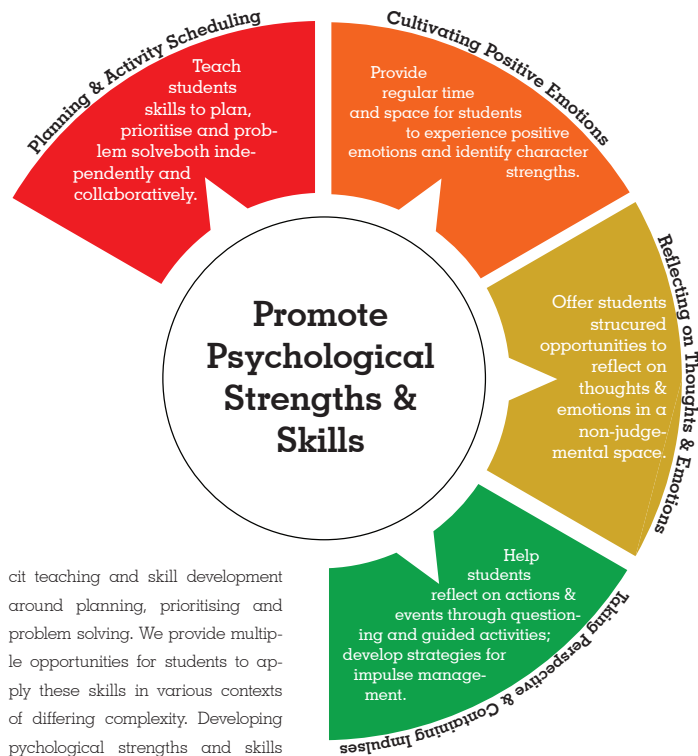 Planning & Activity Scheduling
Teach
students
skills to plan,
prioritise and prob-
lem solveboth inde-
pendently and
collaboratively.
Cultivating Positive Emotions
Provide
regular time
and space for students
to experience positive
emotions and identify character
strengths.
Reflecting on Thoughts & Emotions
Offer students
strucured
opportunities to
reflect on
thoughts &
emotions in a
non-judge-
mental space.
Taking Perspective & Containing Impulses
Help
students
reflect on actions &
events through question-
ing and guided activities;
develop strategies for
impulse manage-
ment.
Promote
Psychological
Strengths &
Skills
cit teaching and skill development
around planning, prioritising and
problem solving. We provide multip-
le opportunities for students to ap-
ply these skills in various contexts
of differing complexity. Developing
pychological strengths and skills